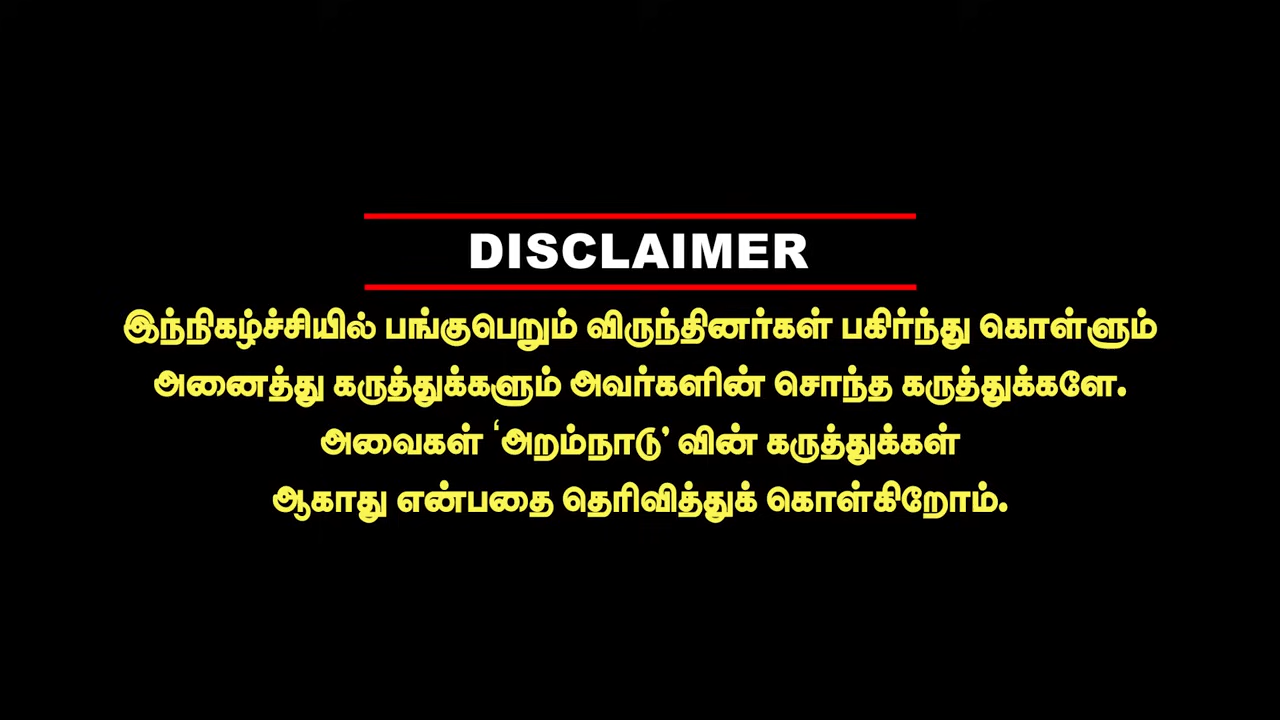 DISCLAIMER
இந்நிகழ்ச்சியில் பங்குபெறும் விருந்தினர்கள் பகிர்ந்து கொள்ளும்
அனைத்து கருத்துக்களும் அவர்களின் சொந்த கருத்துக்களே.
அவைகள் ‘அறம்நாடு’ வின் கருத்துக்கள்
ஆகாது என்பதை தெரிவித்துக் கொள்கிறோம்.